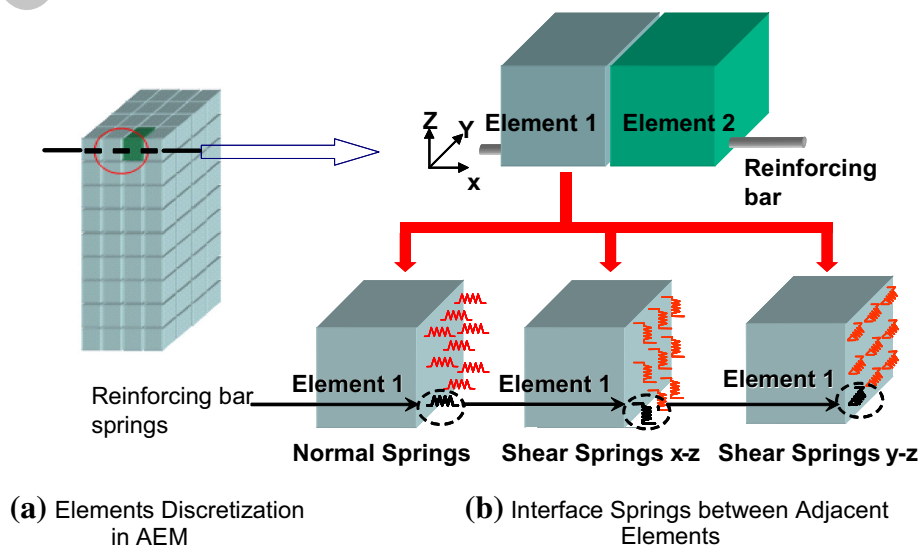 Z
Y
x
Element 1
Element 2
Reinforcing
bar
Reinforcing bar
springs
Element 1
Element 1
Element 1
Normal Springs
Shear Springs x-z
Shear Springs y-z
(a) Elements Discretization
in AEM
(b) Interface Springs between Adjacent
Elements